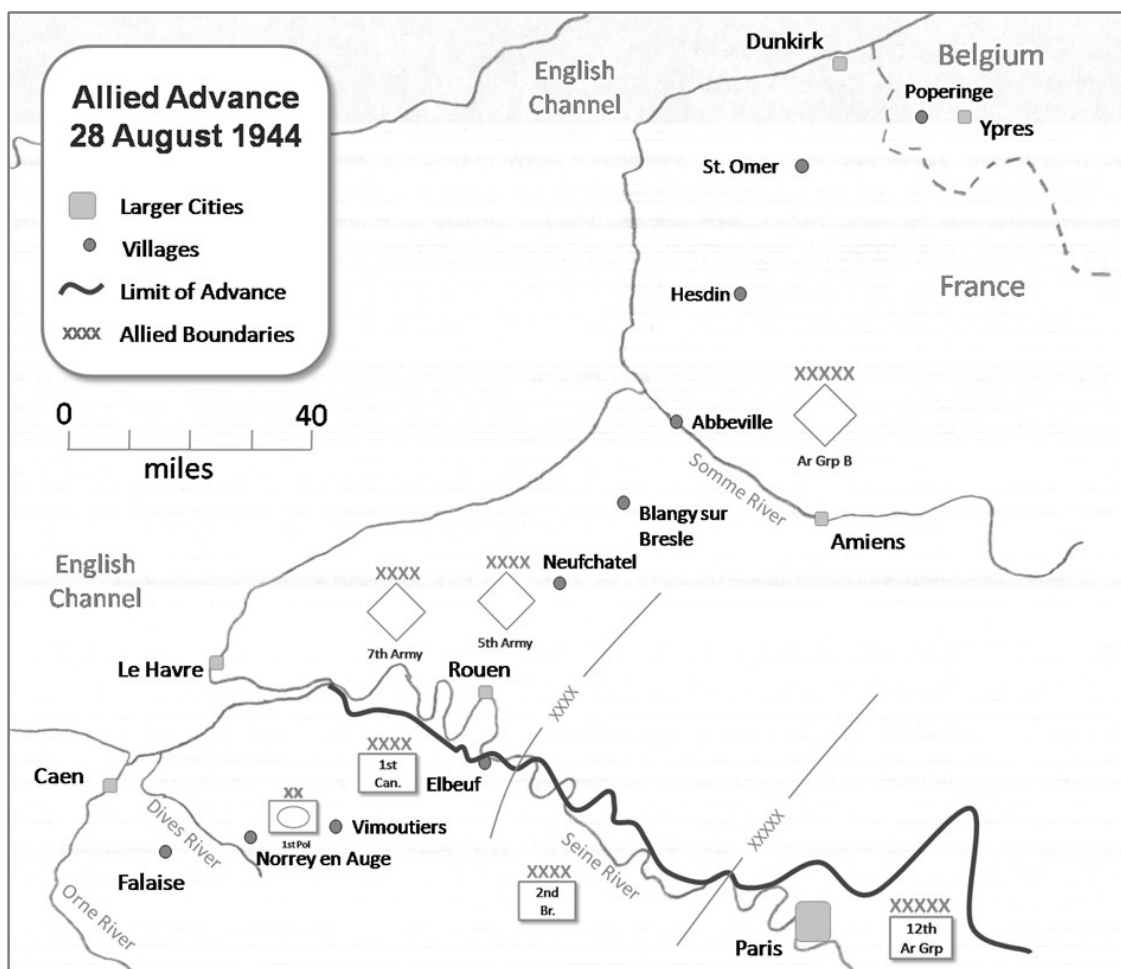 Allied Advance
28 August 1944
Larger Cities
Villages
Limit of Advance
XXXX Allied Boundaries
0 40
miles
English
Channel
Dunkirk
Belgium
Poperinge
Ypres
St. Omer
Hesdin
France
XXXXX
Ar Grp B
Abbeville
Somme River
Amiens
Blangy sur
Bresle
Neufchatel
English
Channel
XXXX
7th Army
XXXX
5th Army
Le Havre
Rouen
XXXX
XXXX
1st
Can.
Elbeuf
Caen
Dives River
XX
1st Pol
Vimoutiers
Norrey en Auge
Falaise
Orne River
Seine River
XXXXX
XXXX
2nd
Br.
Paris
XXXXX
12th
Ar Grp